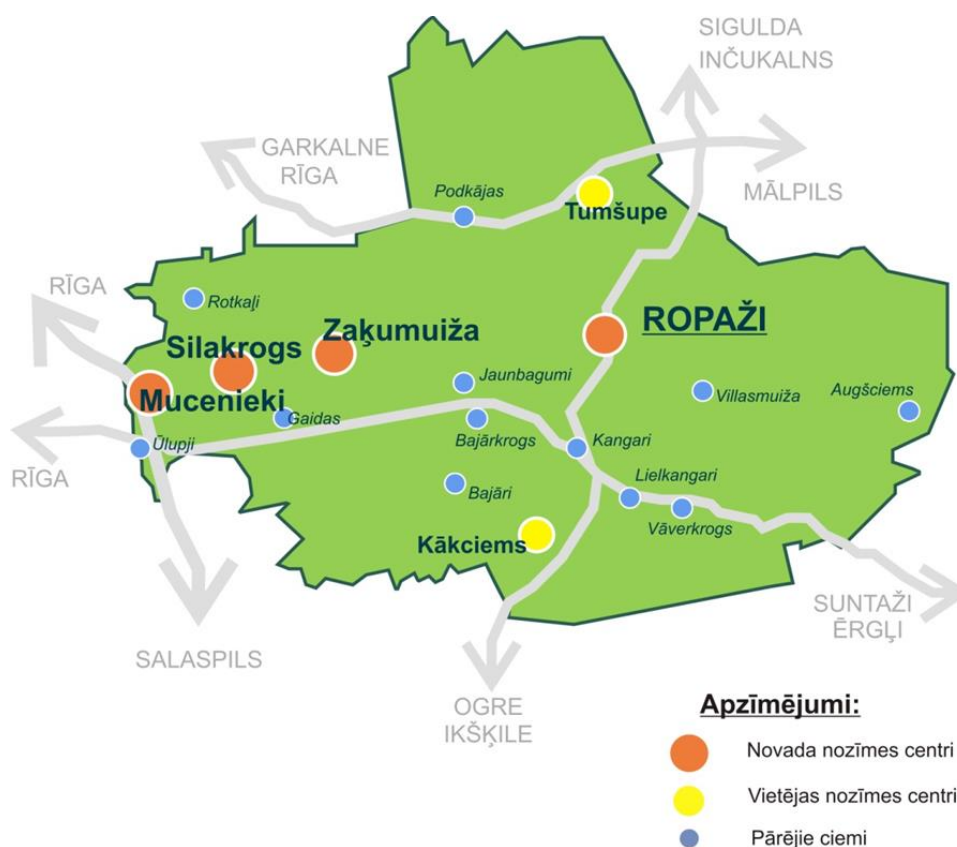 SIGULDA
INČUKALNS
GARKALNE
RĪGA
MĀLPILS
Podkājas
Tumšupe
RĪGA
Rotkaļi
Zaķumuiža
ROPAŽI
Silakrogs
Mucenieki
Jaunbagumi
Villasmuiža
Augšciems
Gaidas
Bajārkrogs
Kangari
Ūlupji
RĪGA
Bajāri
Lielkangari
Vāverkrogs
Kākciems
SUNTAŽI
ĒRGĻI
SALASPILS
OGRE
IKŠĶILE
Apzīmējumi:
Novada nozīmes centri
Vietējas nozīmes centri
Pārējie ciemi